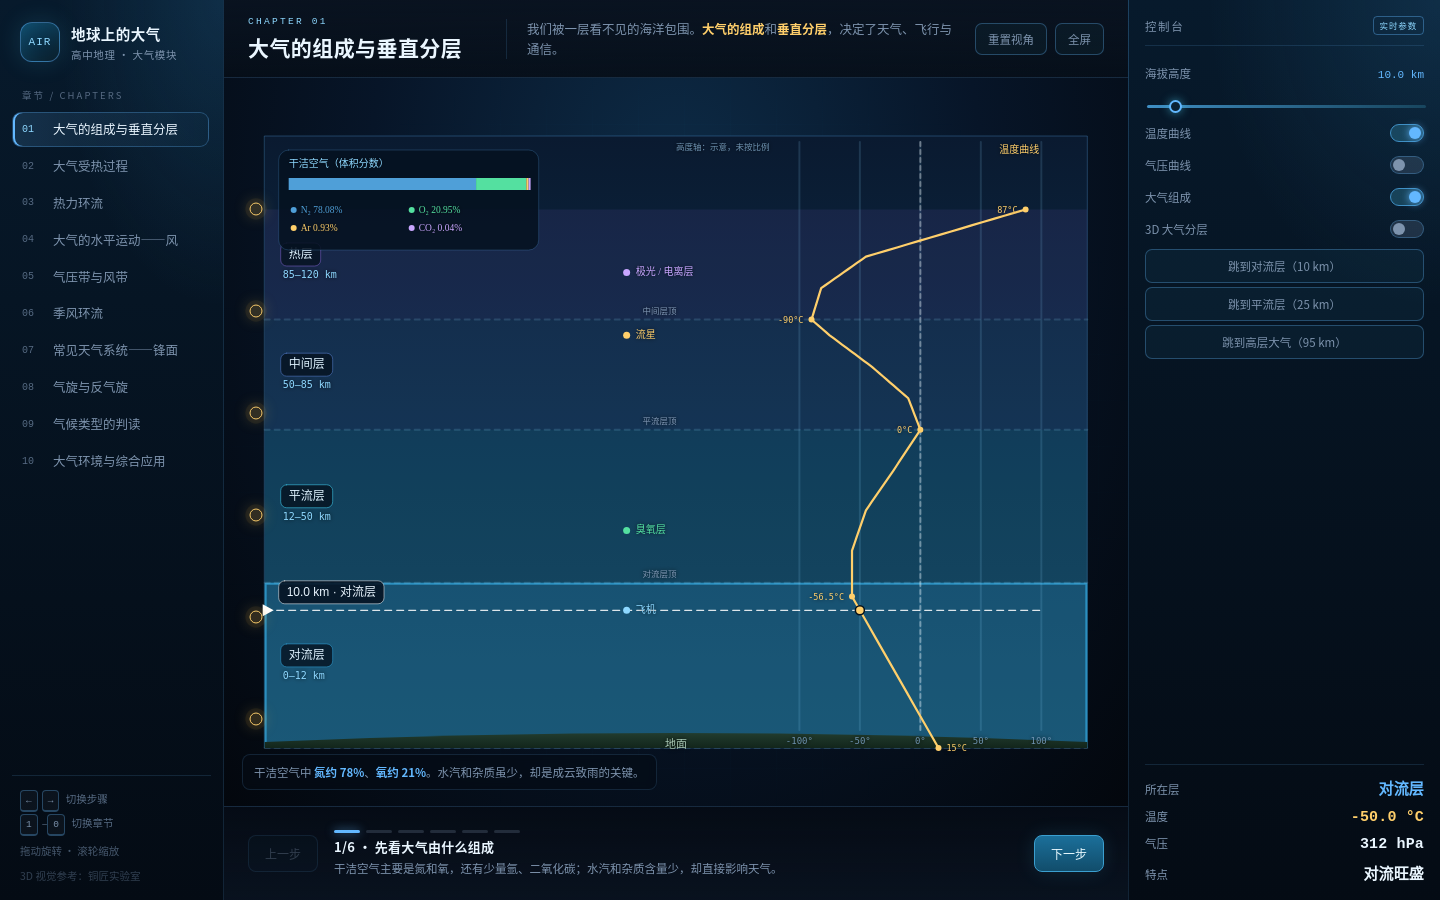 AIR
地球上的大气
高中地理 · 大气模块
章节 / CHAPTERS
01 大气的组成与垂直分层
02 大气受热过程
03 热力环流
04 大气的水平运动——风
05 气压带与风带
06 季风环流
07 常见天气系统——锋面
08 气旋与反气旋
09 气候类型的判读
10 大气环境与综合应用
← → 切换步骤
1 – 0 切换章节
拖动旋转 · 滚轮缩放
3D 视觉参考：铜匠实验室
CHAPTER 01
大气的组成与垂直分层
我们被一层看不见的海洋包围。大气的组成和垂直分层，决定了天气、飞行与
通信。
重置视角
全屏
高度轴：示意，未按比例
温度曲线
干洁空气（体积分数）
N₂ 78.08%
O₂ 20.95%
Ar 0.93%
CO₂ 0.04%
87°C
热层
85–120 km
极光 / 电离层
中间层顶
-90°C
流星
中间层
50–85 km
平流层顶
0°C
平流层
12–50 km
臭氧层
对流层顶
10.0 km · 对流层
-56.5°C
飞机
对流层
0–12 km
地面
-100°
-50°
0°
50°
100°
15°C
干洁空气中 氮约 78%、氧约 21%。水汽和杂质虽少，却是成云致雨的关键。
上一步
1/6 · 先看大气由什么组成
干洁空气主要是氮和氧，还有少量氩、二氧化碳；水汽和杂质含量少，却直接影响天气。
下一步
控制台
实时参数
海拔高度
10.0 km
温度曲线
气压曲线
大气组成
3D 大气分层
跳到对流层（10 km）
跳到平流层（25 km）
跳到高层大气（95 km）
所在层
对流层
温度
-50.0 °C
气压
312 hPa
特点
对流旺盛